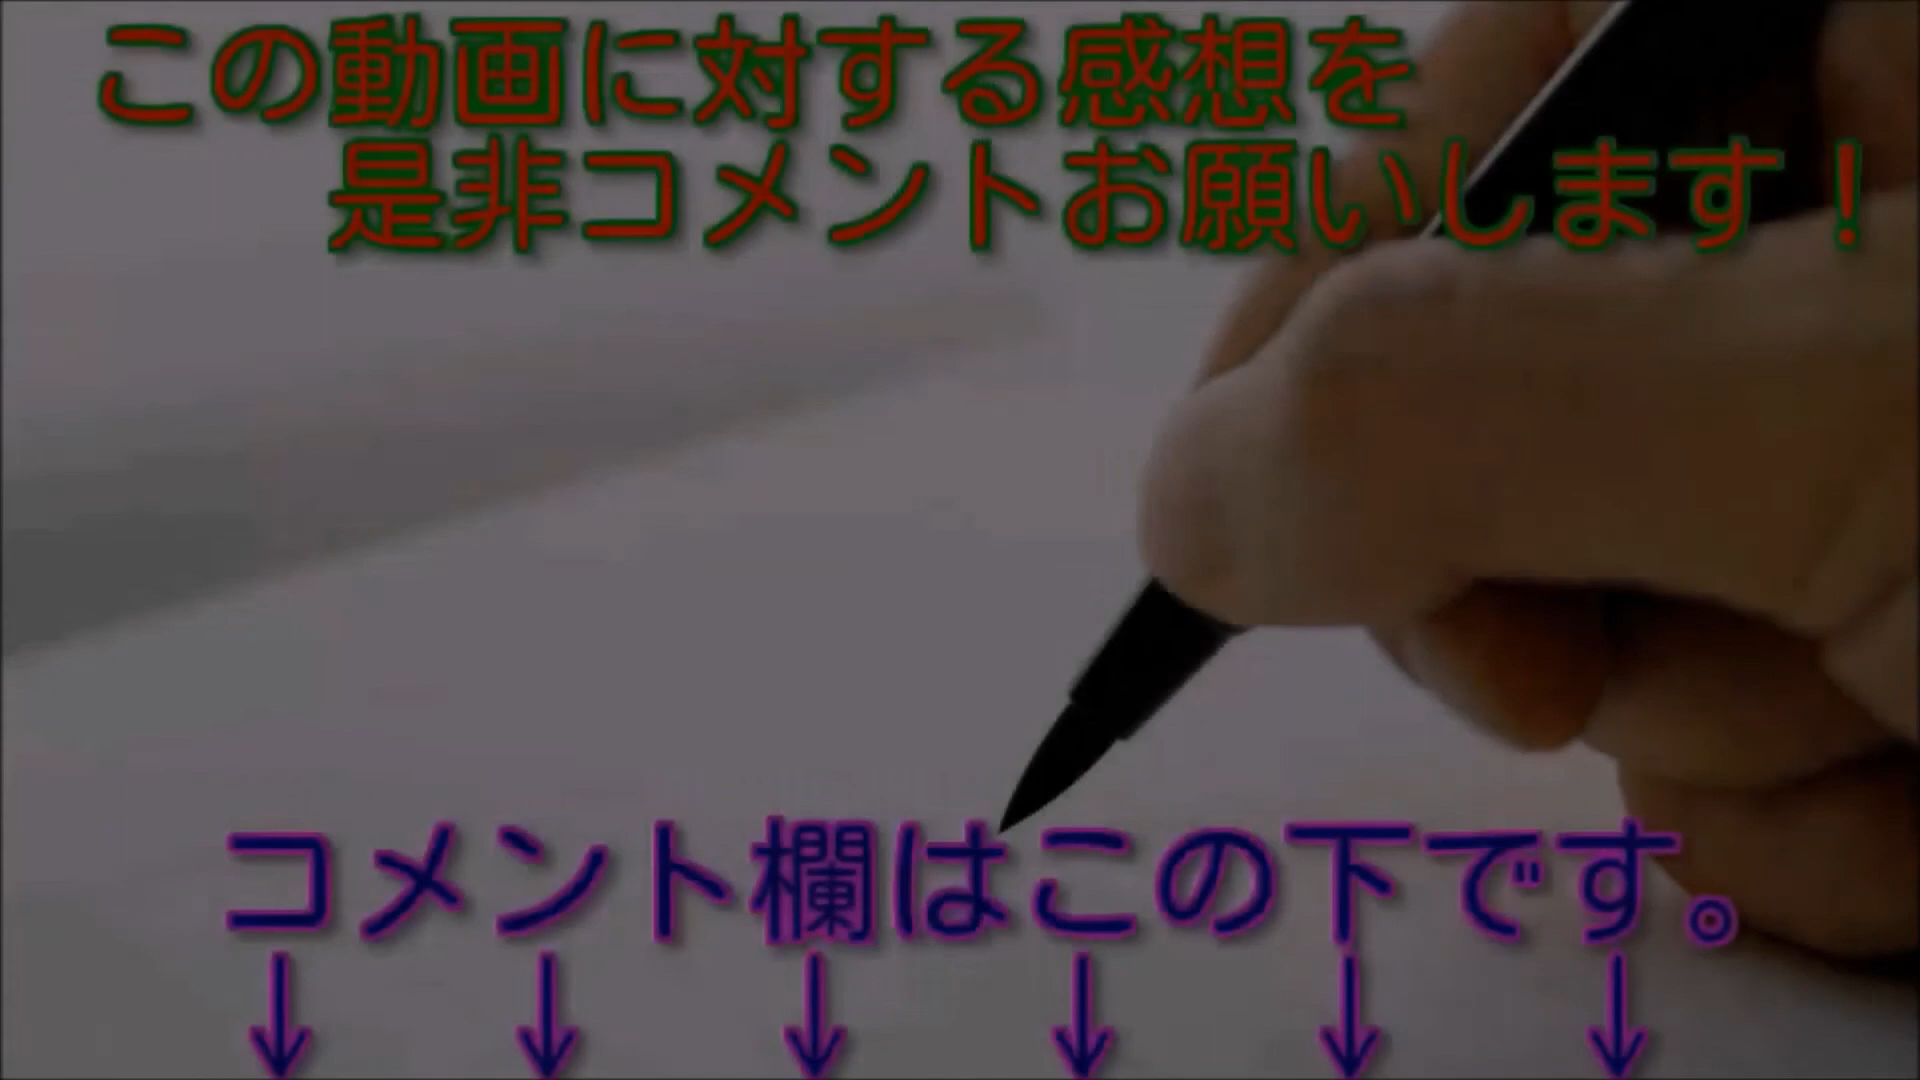 この動画に対する感想を
是非コメントお願いします！
コメント欄はこの下です。
↓ ↓ ↓ ↓ ↓ ↓